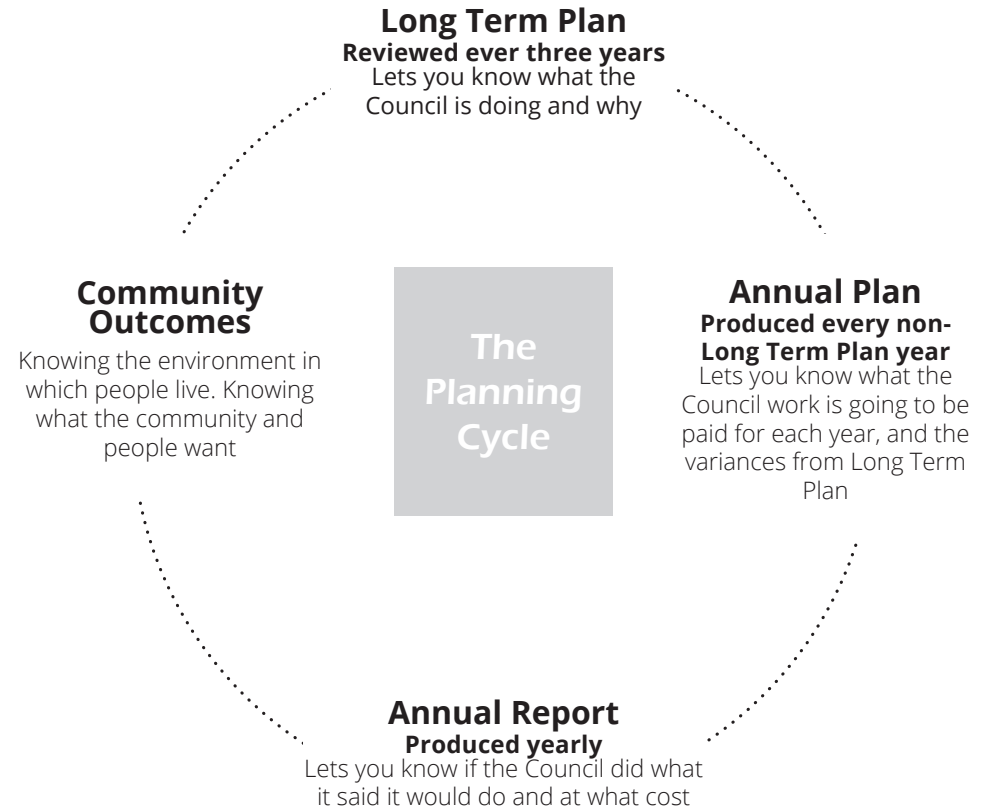 Long Term Plan
Reviewed ever three years
Lets you know what the
Council is doing and why
Community
Outcomes
Knowing the environment in
which people live. Knowing
what the community and
people want
The
Planning
Cycle
Annual Plan
Produced every non-
Long Term Plan year
Lets you know what the
Council work is going to be
paid for each year, and the
variances from Long Term
Plan
Annual Report
Produced yearly
Lets you know if the Council did what
it said it would do and at what cost